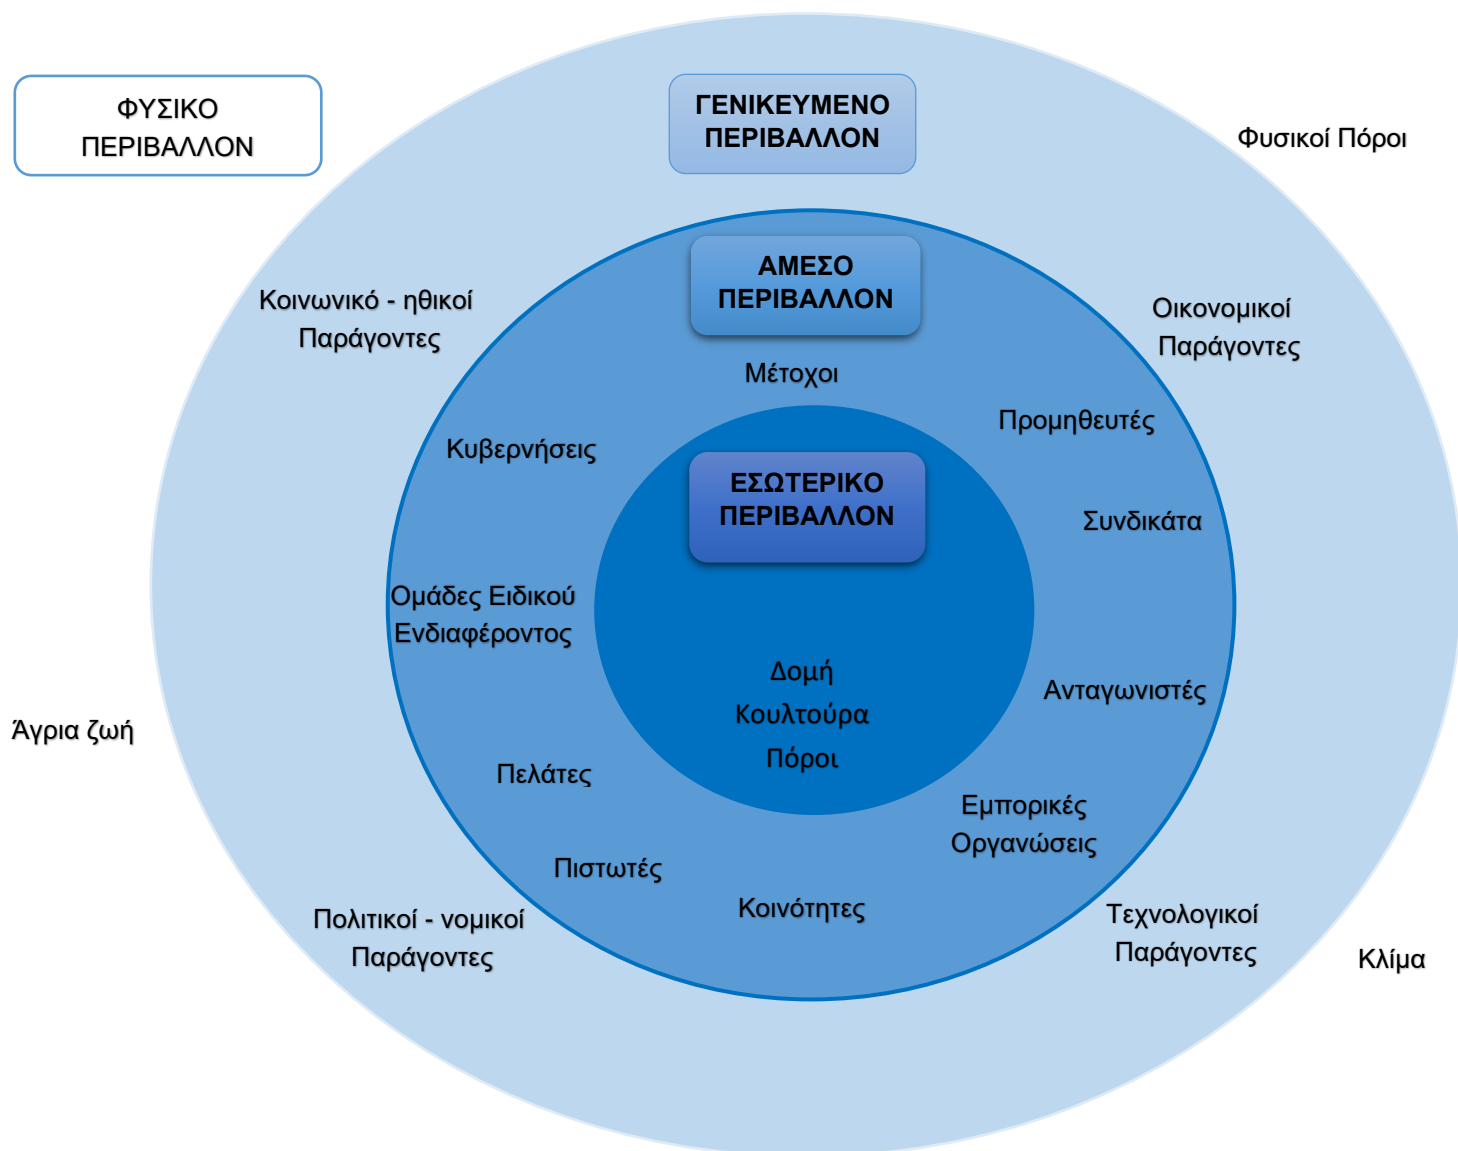 ΦΥΣΙΚΟ
ΠΕΡΙΒΑΛΛΟΝ
ΓΕΝΙΚΕΥΜΕΝΟ
ΠΕΡΙΒΑΛΛΟΝ
Φυσικοί Πόροι
ΑΜΕΣΟ
ΠΕΡΙΒΑΛΛΟΝ
Κοινωνικό - ηθικοί
Παράγοντες
Οικονομικοί
Παράγοντες
Μέτοχοι
Προμηθευτές
Κυβερνήσεις
ΕΣΩΤΕΡΙΚΟ
ΠΕΡΙΒΑΛΛΟΝ
Συνδικάτα
Ομάδες Ειδικού
Ενδιαφέροντος
Δομή
Κουλτούρα
Πόροι
Ανταγωνιστές
Άγρια ζωή
Πελάτες
Εμπορικές
Οργανώσεις
Πιστωτές
Κοινότητες
Πολιτικοί - νομικοί
Παράγοντες
Τεχνολογικοί
Παράγοντες
Κλίμα